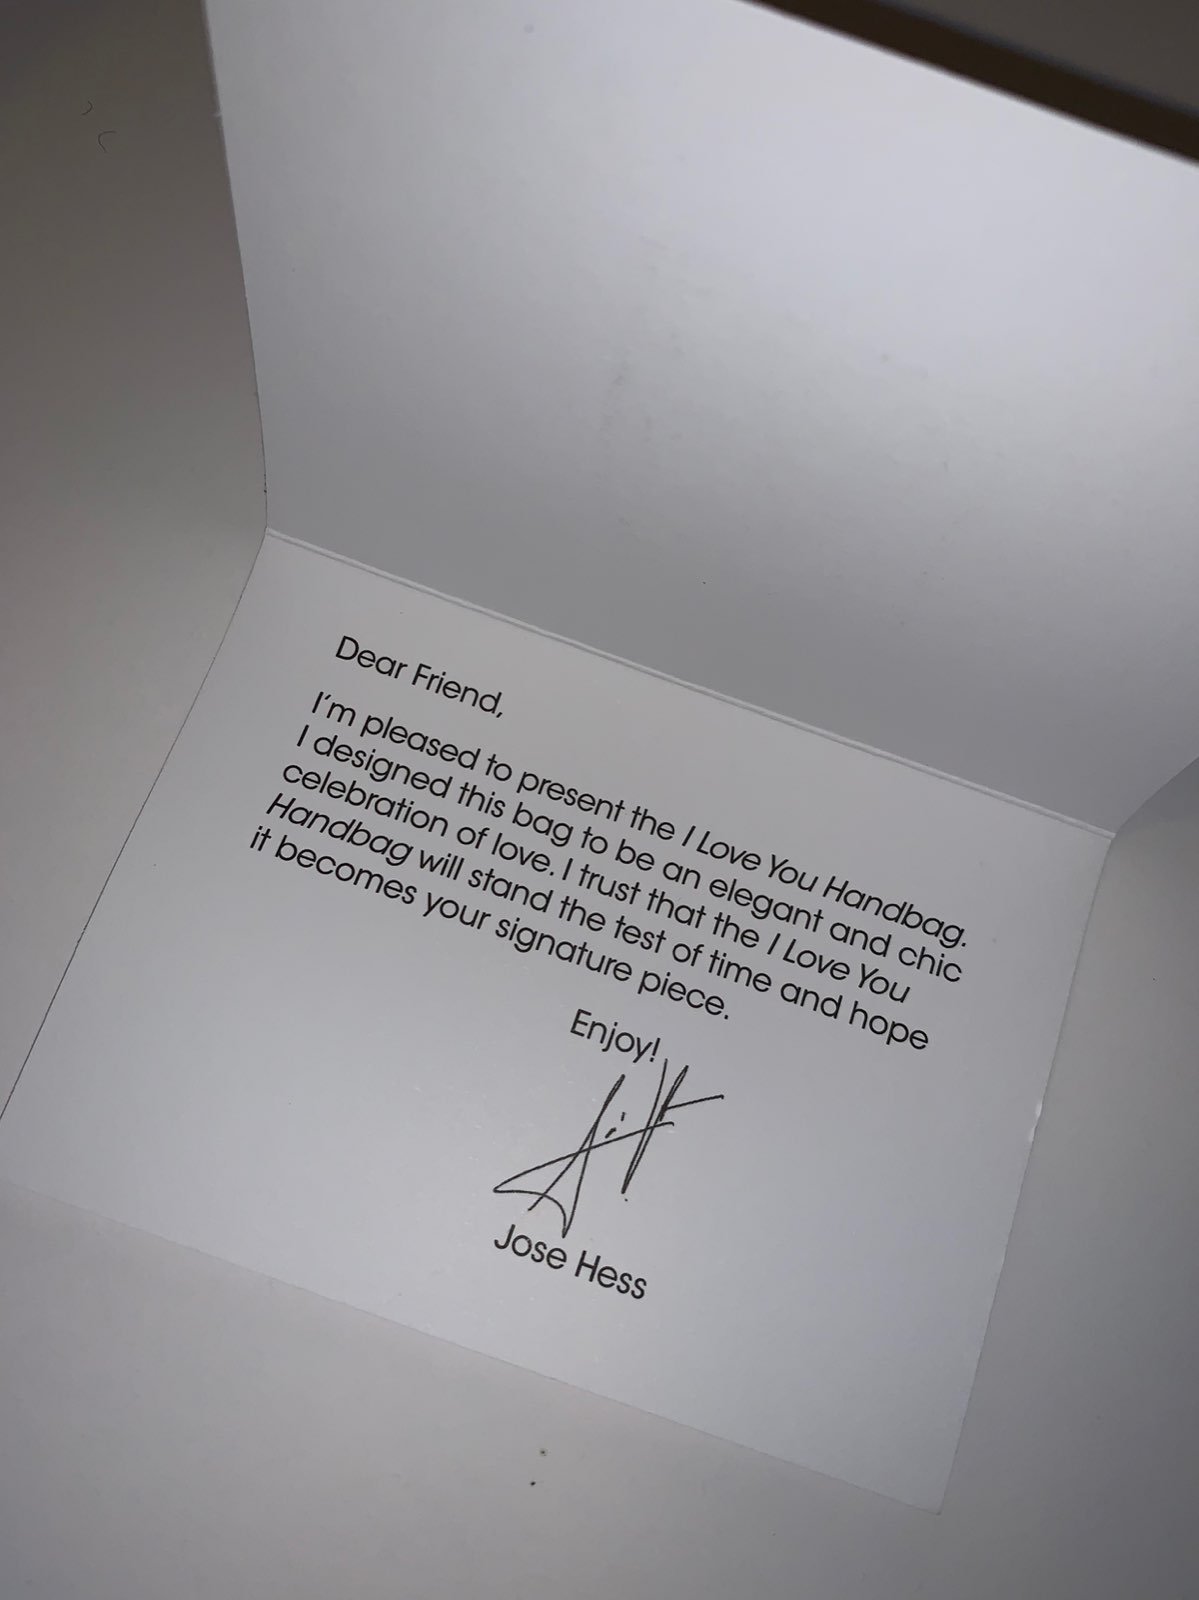 Dear Friend,
I'm pleased to present the I Love You Handbag.
I designed this bag to be an elegant and chic
celebration of love. I trust that the I Love You
Handbag will stand the test of time and hope
it becomes your signature piece.
Enjoy!
Jose Hess